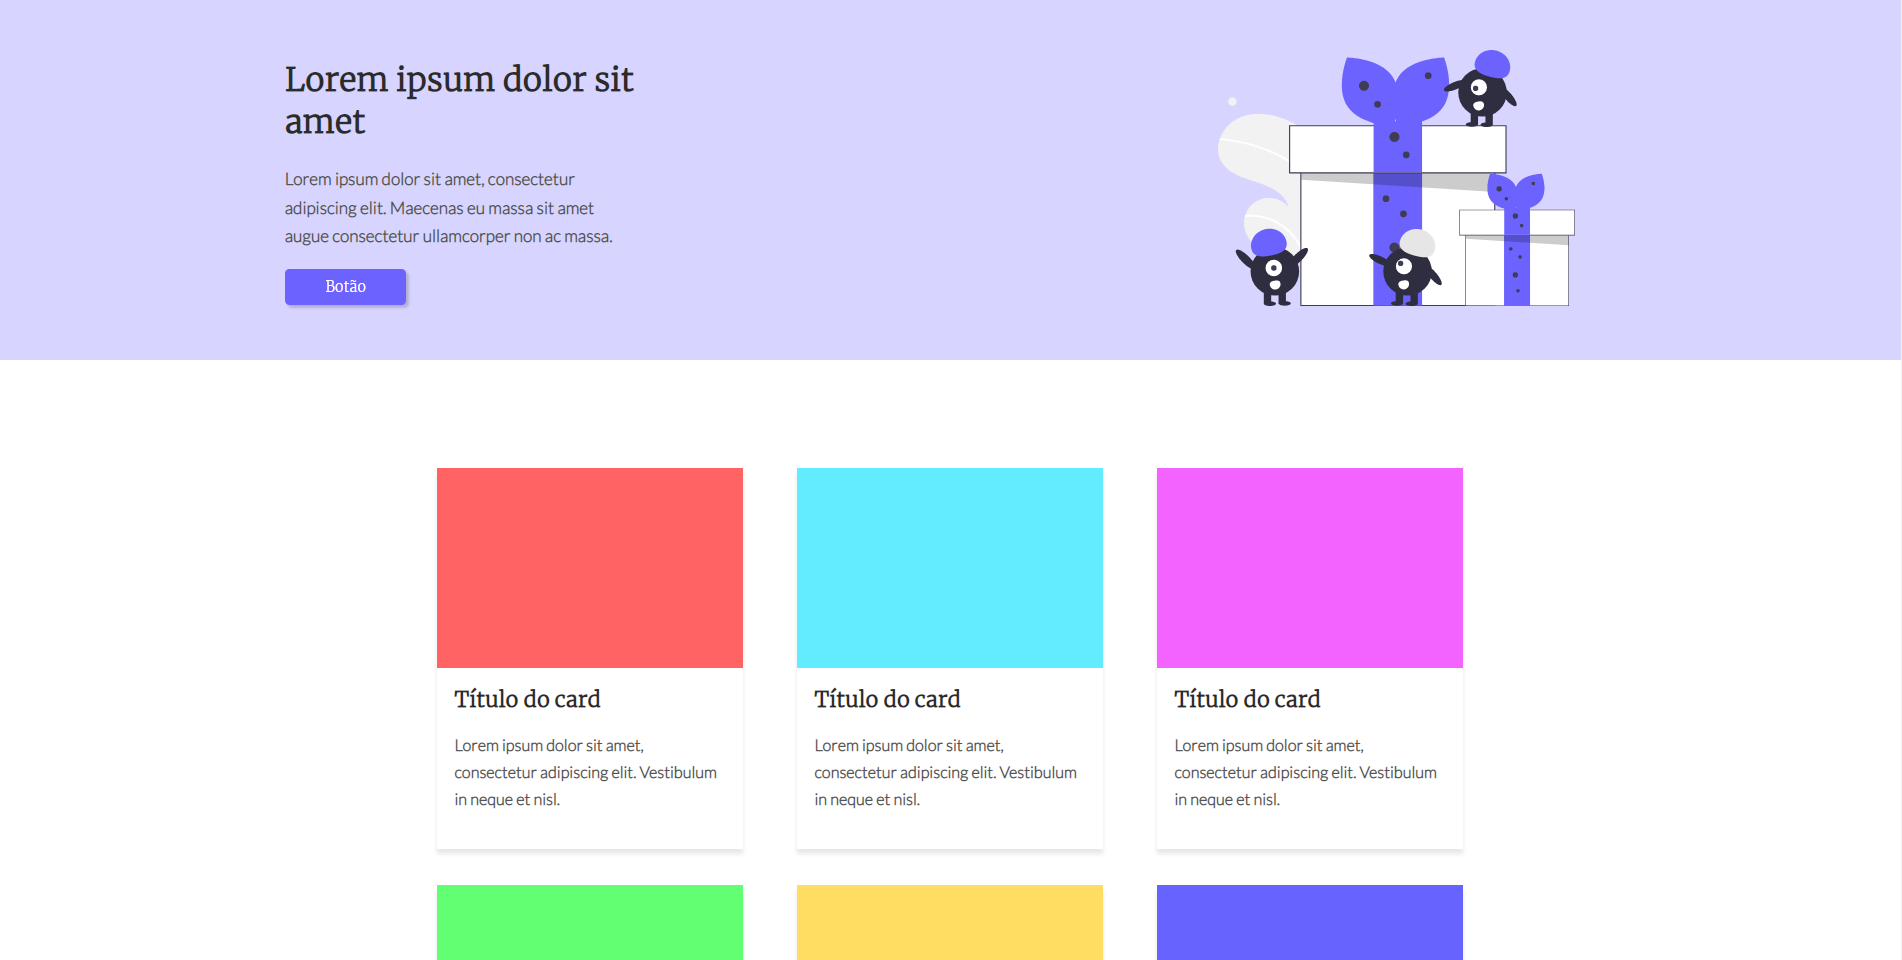 Lorem ipsum dolor sit
amet
Lorem ipsum dolor sit amet, consectetur
adipiscing elit. Maecenas eu massa sit amet
augue consectetur ullamcorper non ac massa.
Botão
Título do card
Lorem ipsum dolor sit amet,
consectetur adipiscing elit. Vestibulum
in neque et nisl.
Título do card
Lorem ipsum dolor sit amet,
consectetur adipiscing elit. Vestibulum
in neque et nisl.
Título do card
Lorem ipsum dolor sit amet,
consectetur adipiscing elit. Vestibulum
in neque et nisl.